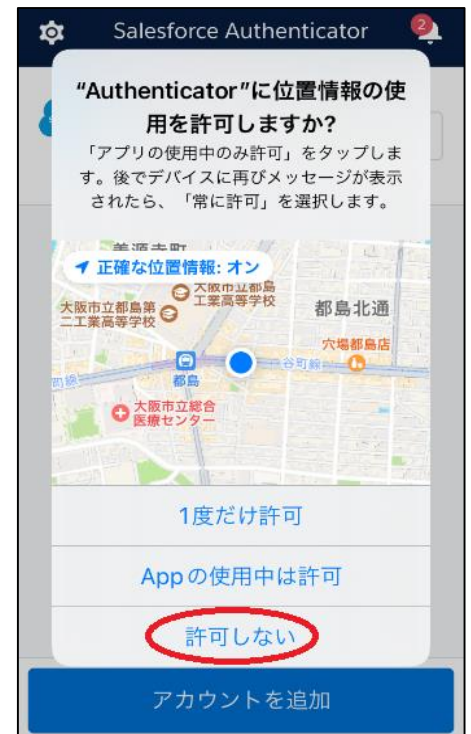 Salesforce Authenticator
2
"Authenticator"に位置情報の使
用を許可しますか?
「アプリの使用中のみ許可」をタップしま
す。後でデバイスに再びメッセージが表示
されたら、「常に許可」を選択します。
善源寺町
正確な位置情報: オン
大阪市立都島
工業高等学校
大阪市立都島第
二工業高等学校
都島北通
穴場都島店
谷町線
都島
町線
大阪市立総合
医療センター
1度だけ許可
Appの使用中は許可
許可しない
アカウントを追加